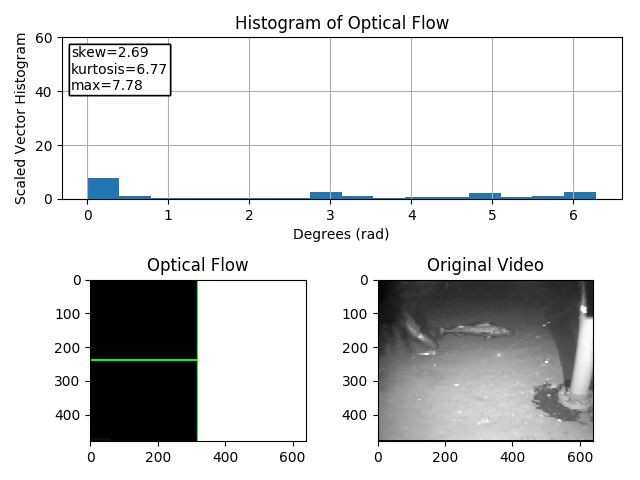 Histogram of Optical Flow
Scaled Vector Histogram
60
40
20
0
skew=2.69
kurtosis=6.77
max=7.78
0 1 2 3 4 5 6
Degrees (rad)
Optical Flow
0
100
200
300
400
0 200 400 600
Original Video
0
100
200
300
400
0 200 400 600